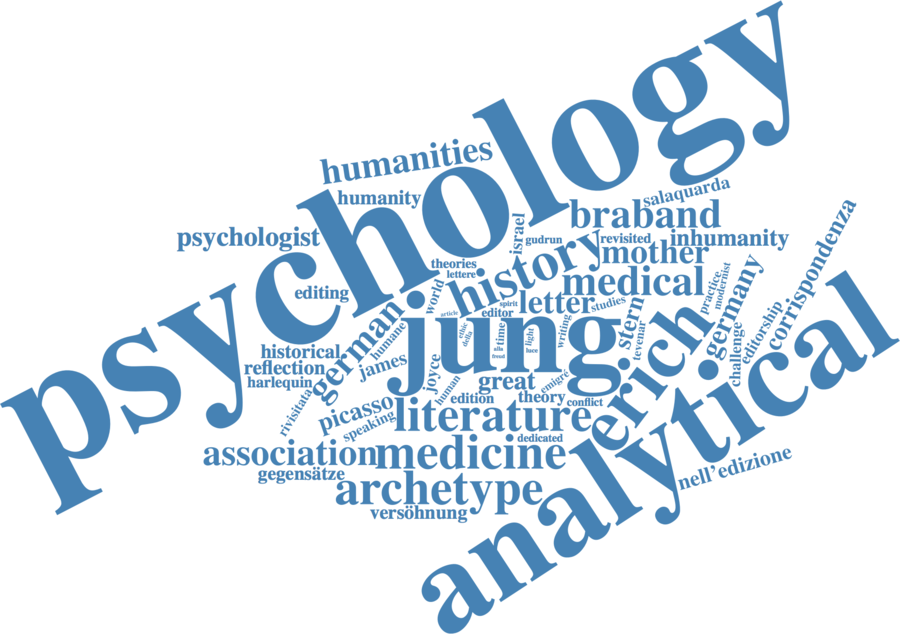 psychology
humanities
humanity
salaquarda
braband
psychologist
israel
gudrun
revisited
inhumanity
corrispondenza
history
mother
theories
lettere
medical
editing
world
spirit
letter
studies
practice
modernist
germany
article
editor
stern
german
humane
jung
ethic
della
time
alla
freud
light
luce
writing
tevenar
erich
challenge
editorship
historical
reflection
harlequin
james
joyce
human
great
emigré
analytical
rivisitata
picasso
speaking
edition
theory
conflict
literature
dedicated
association
medicine
gegensätze
archetype
nell'edizione
versöhnung